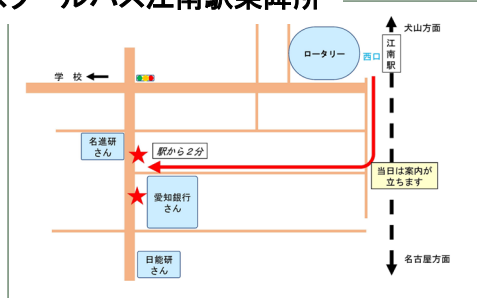 スクールバス江南駅乗降所
犬山方面
ロータリー
西口
江南駅
学 校
名進研
さん
駅から２分
当日は案内が
立ちます
愛知銀行
さん
日能研
さん
名古屋方面